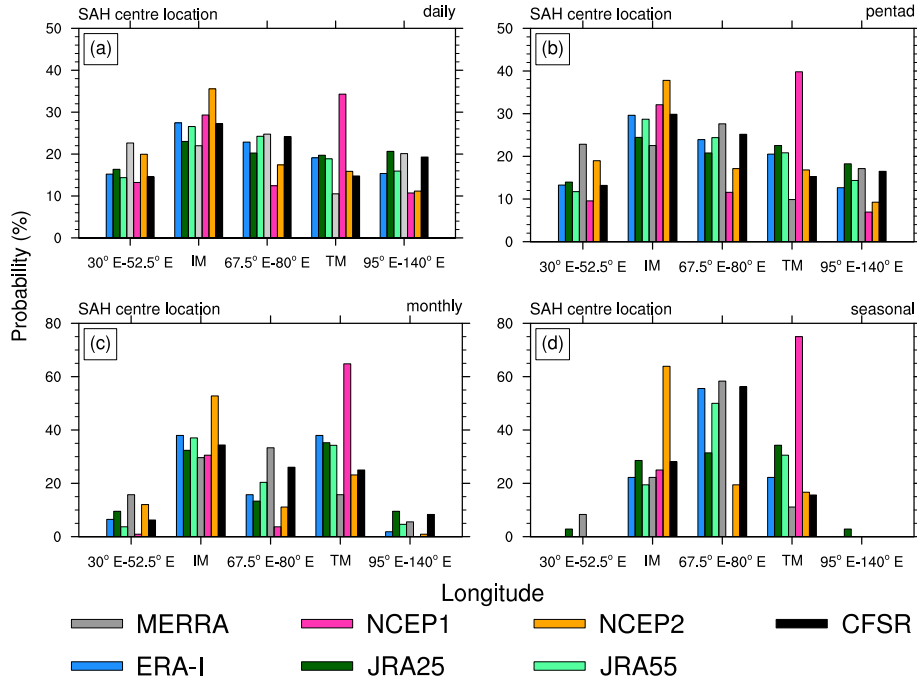 SAH centre location daily
(a)
50
40
30
20
10
0
30° E-52.5° E IM 67.5° E-80° E TM 95° E-140° E
SAH centre location pentad
(b)
50
40
30
20
10
0
30° E-52.5° E IM 67.5° E-80° E TM 95° E-140° E
Probability (%)
SAH centre location monthly
(c)
80
60
40
20
0
30° E-52.5° E IM 67.5° E-80° E TM 95° E-140° E
SAH centre location seasonal
(d)
80
60
40
20
0
30° E-52.5° E IM 67.5° E-80° E TM 95° E-140° E
Longitude
MERRA NCEP1 NCEP2 CFSR
ERA-I JRA25 JRA55